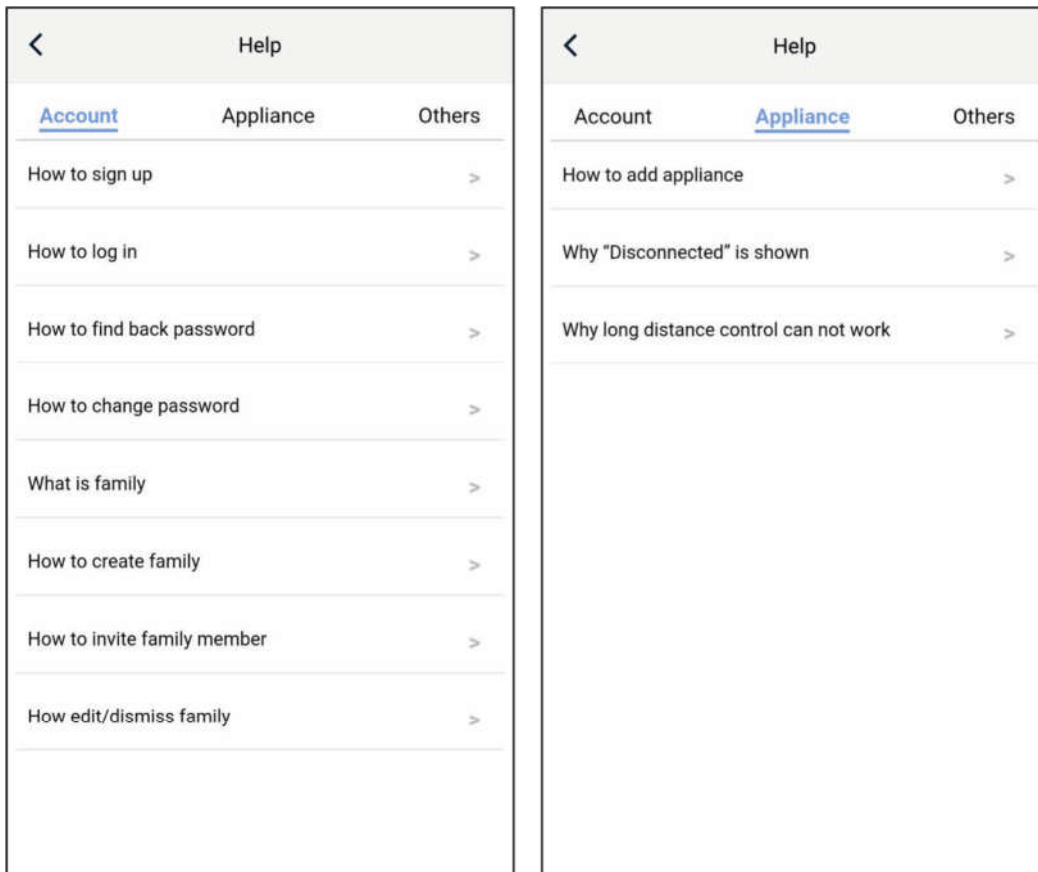 Help
Account Appliance Others
How to sign up >
How to log in >
How to find back password >
How to change password >
What is family >
How to create family >
How to invite family member >
How edit/dismiss family >
Help
Account Appliance Others
How to add appliance >
Why “Disconnected” is shown >
Why long distance control can not work >